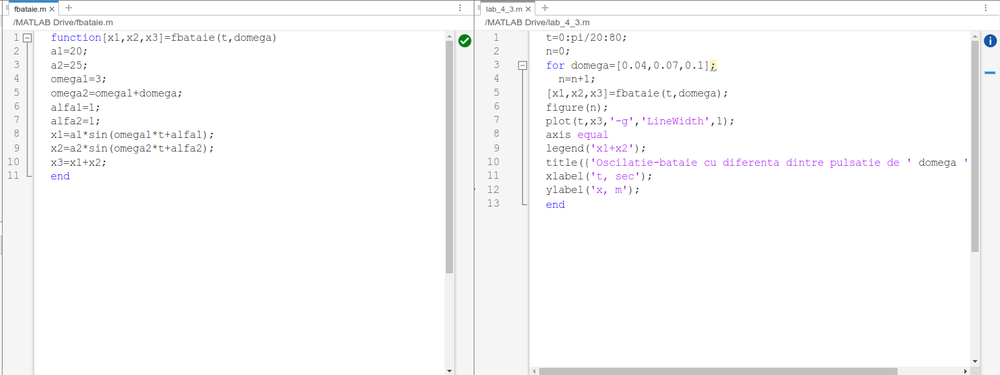 fbataie.m
/MATLAB Drive/fbataie.m
1 function[x1,x2,x3]=fbataie(t,domega)
2 a1=20;
3 a2=25;
4 omega1=3;
5 omega2=omega1+domega;
6 alfa1=1;
7 alfa2=1;
8 x1=a1*sin(omega1*t+alfa1);
9 x2=a2*sin(omega2*t+alfa2);
10 x3=x1+x2;
11 end
lab_4_3.m
/MATLAB Drive/lab_4_3.m
1 t=0:pi/20:80;
2 n=0;
3 for domega=[0.04,0.07,0.1];
4 n=n+1;
5 [x1,x2,x3]=fbataie(t,domega);
6 figure(n);
7 plot(t,x3,'-g','LineWidth',1);
8 axis equal
9 legend('x1+x2');
10 title({'Oscilatie-bataie cu diferenta dintre pulsatie de ' domega '
11 xlabel('t, sec');
12 ylabel('x, m');
13 end